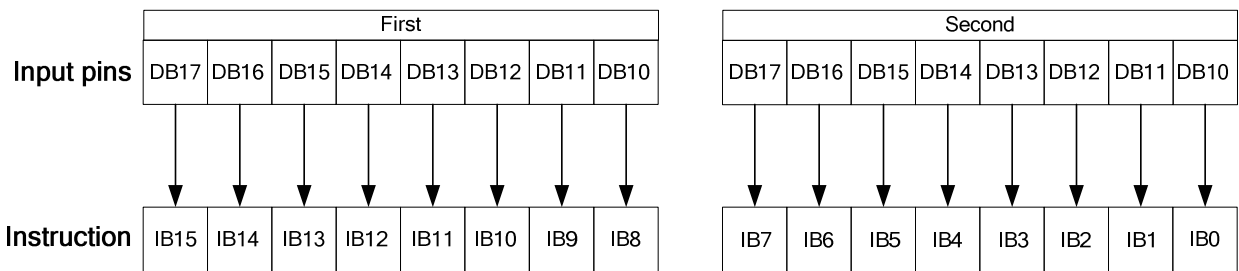 First Second
Input pins DB17 DB16 DB15 DB14 DB13 DB12 DB11 DB10 DB17 DB16 DB15 DB14 DB13 DB12 DB11 DB10
Instruction IB15 IB14 IB13 IB12 IB11 IB10 IB9 IB8 IB7 IB6 IB5 IB4 IB3 IB2 IB1 IB0